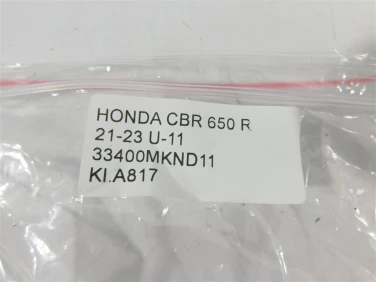 HONDA CBR 650 R
21-23 U-11
33400MKND11
KI.A817